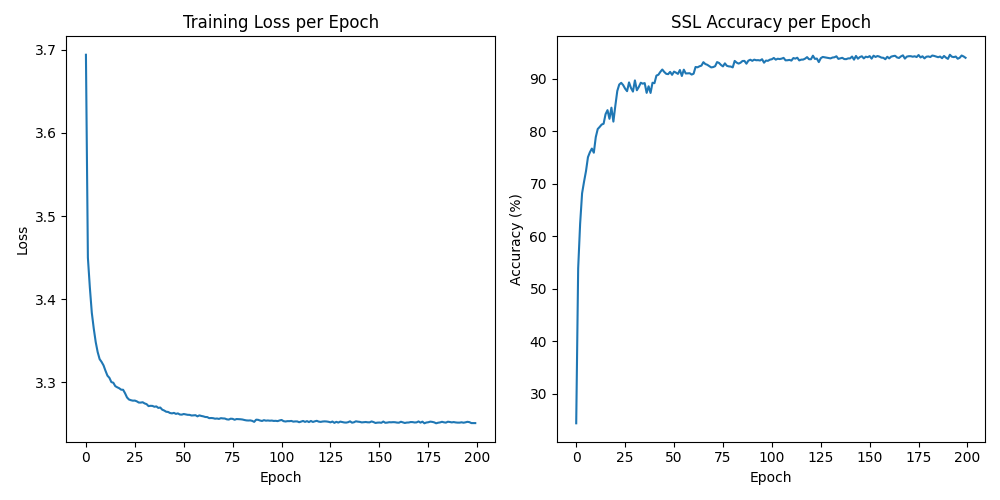 Training Loss per Epoch
3.7
3.6
3.5
3.4
3.3
Loss
0 25 50 75 100 125 150 175 200
Epoch
SSL Accuracy per Epoch
90
80
70
60
50
40
30
Accuracy (%)
0 25 50 75 100 125 150 175 200
Epoch